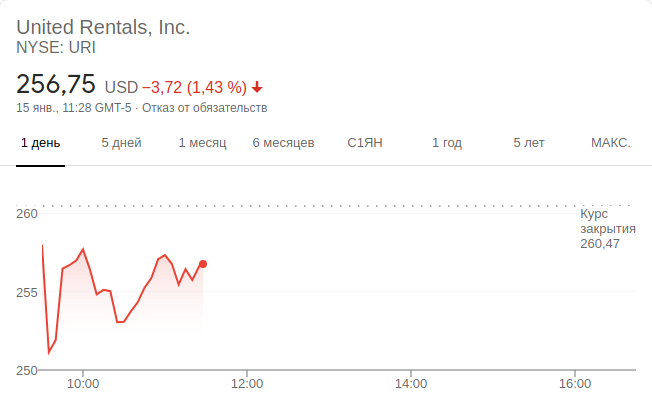 United Rentals, Inc.
NYSE: URI
256,75 USD −3,72 (1,43 %)
15 янв., 11:28 GMT-5 · Отказ от обязательств
1 день 5 дней 1 месяц 6 месяцев С1ЯН 1 год 5 лет МАКС.
260
Курс
закрытия
260,47
255
250
10:00 12:00 14:00 16:00